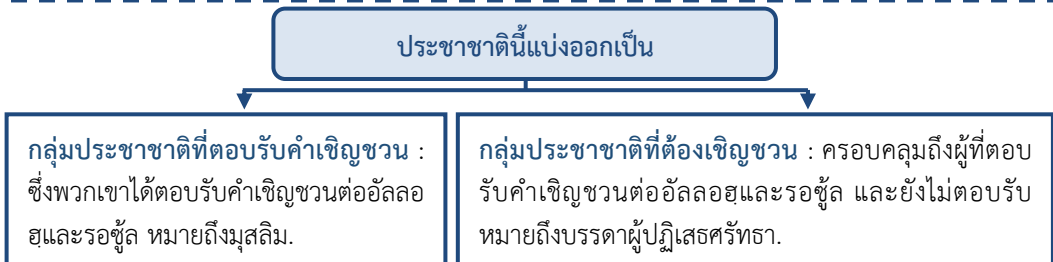 ประชาชาตินี้แบ่งออกเป็น
กลุ่มประชาชาติที่ตอบรับคำเชิญชวน :
ซึ่งพวกเขาได้ตอบรับคำเชิญชวนต่ออัลลอ
ฮฺและรอซู้ล หมายถึงมุสลิม.
กลุ่มประชาชาติที่ต้องเชิญชวน : ครอบคลุมถึงผู้ที่ตอบ
รับคำเชิญชวนต่ออัลลอฮฺและรอซู้ล และยังไม่ตอบรับ
หมายถึงบรรดาผู้ปฏิเสธศรัทธา.